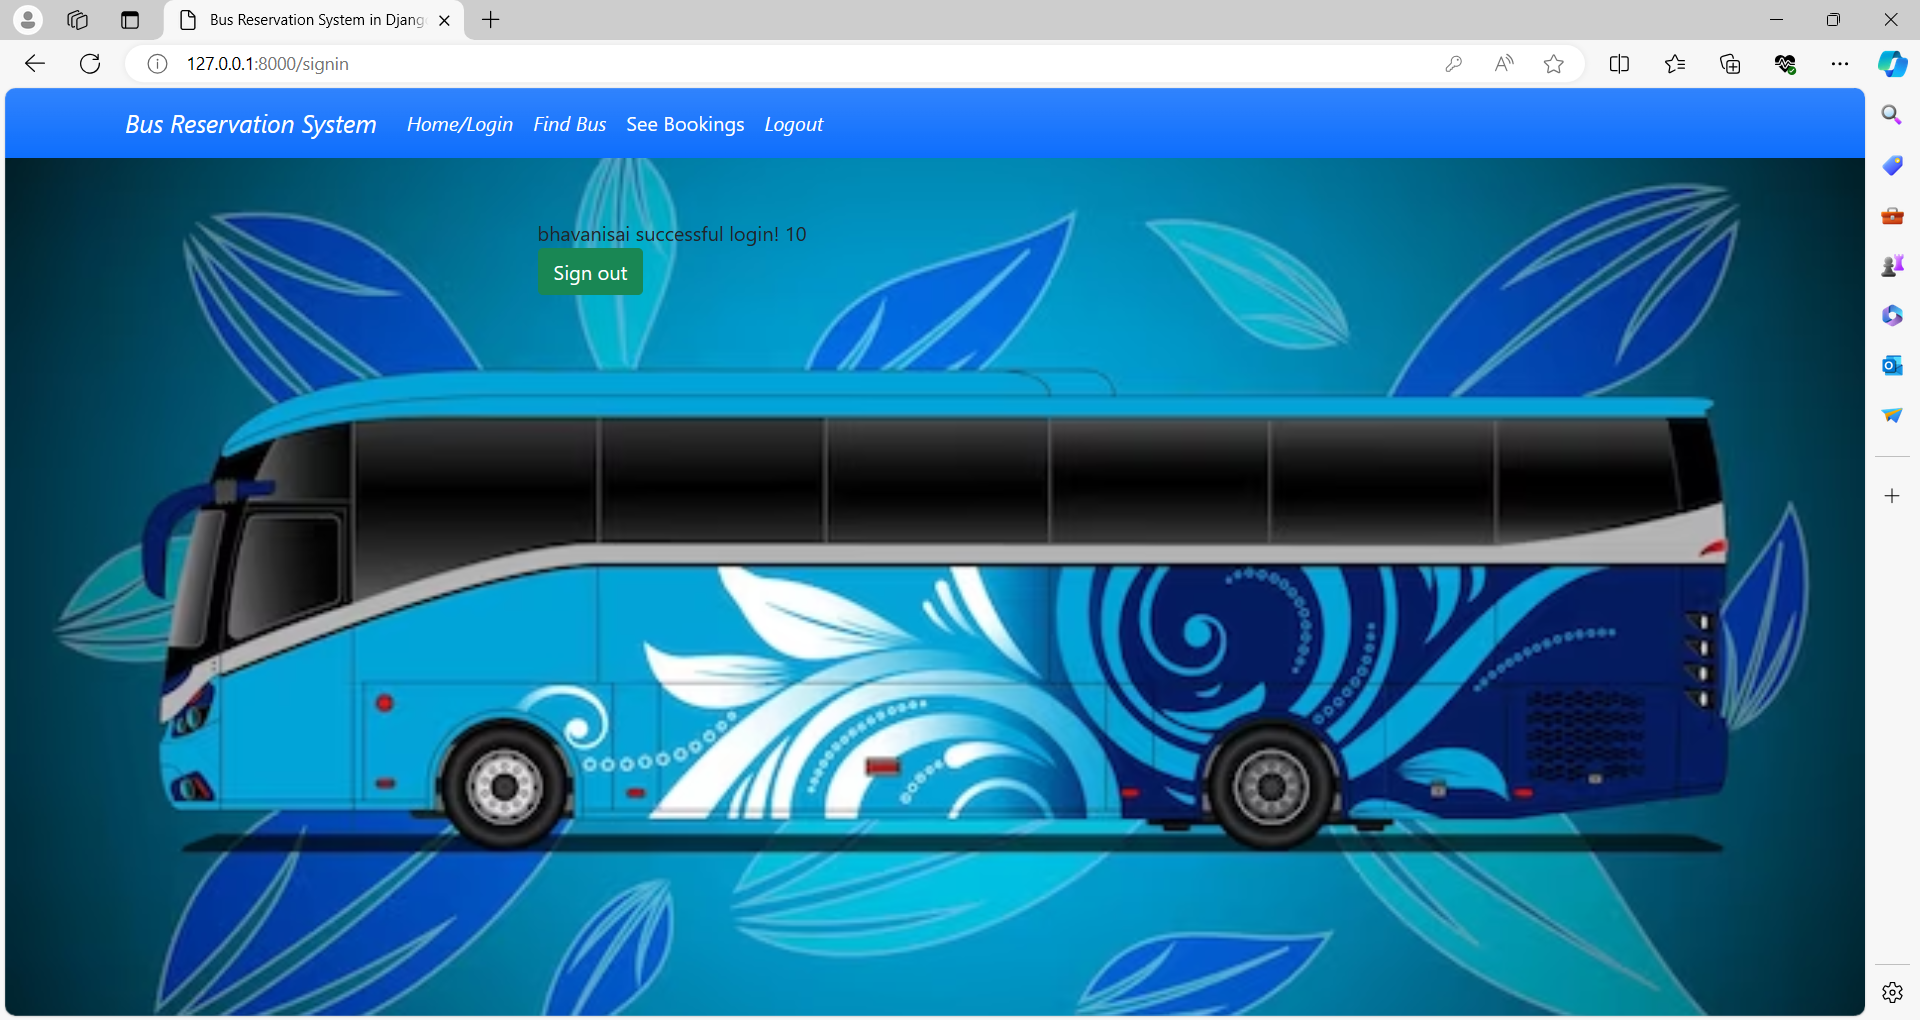 Bus Reservation System in Djang
127.0.0.1:8000/signin
Bus Reservation System Home/Login Find Bus See Bookings Logout
bhavanisai successful login! 10
Sign out